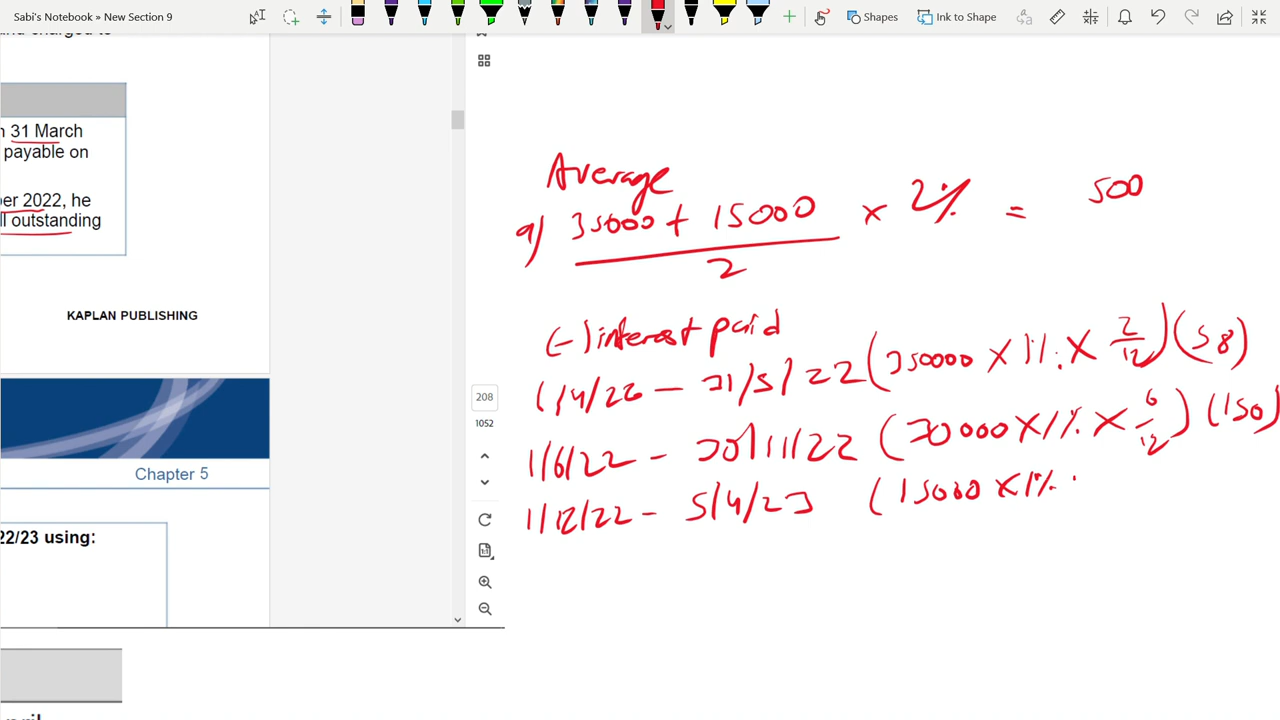 Sabi's Notebook » New Section 9
Shapes
Ink to Shape
31 March
payable on
ber 2022, he
ll outstanding
KAPLAN PUBLISHING
208
1052
Chapter 5
22/23 using:
Average
a) 35000 + 15000 × 2% = 500
2
(-) interest paid
1/4/22 - 31/5/22 (350000 × 1% × 2/12) (58)
1/6/22 - 30/11/22 (30000 × 1% × 6/12) (150)
1/12/22 - 5/4/23 (15000 × 1%